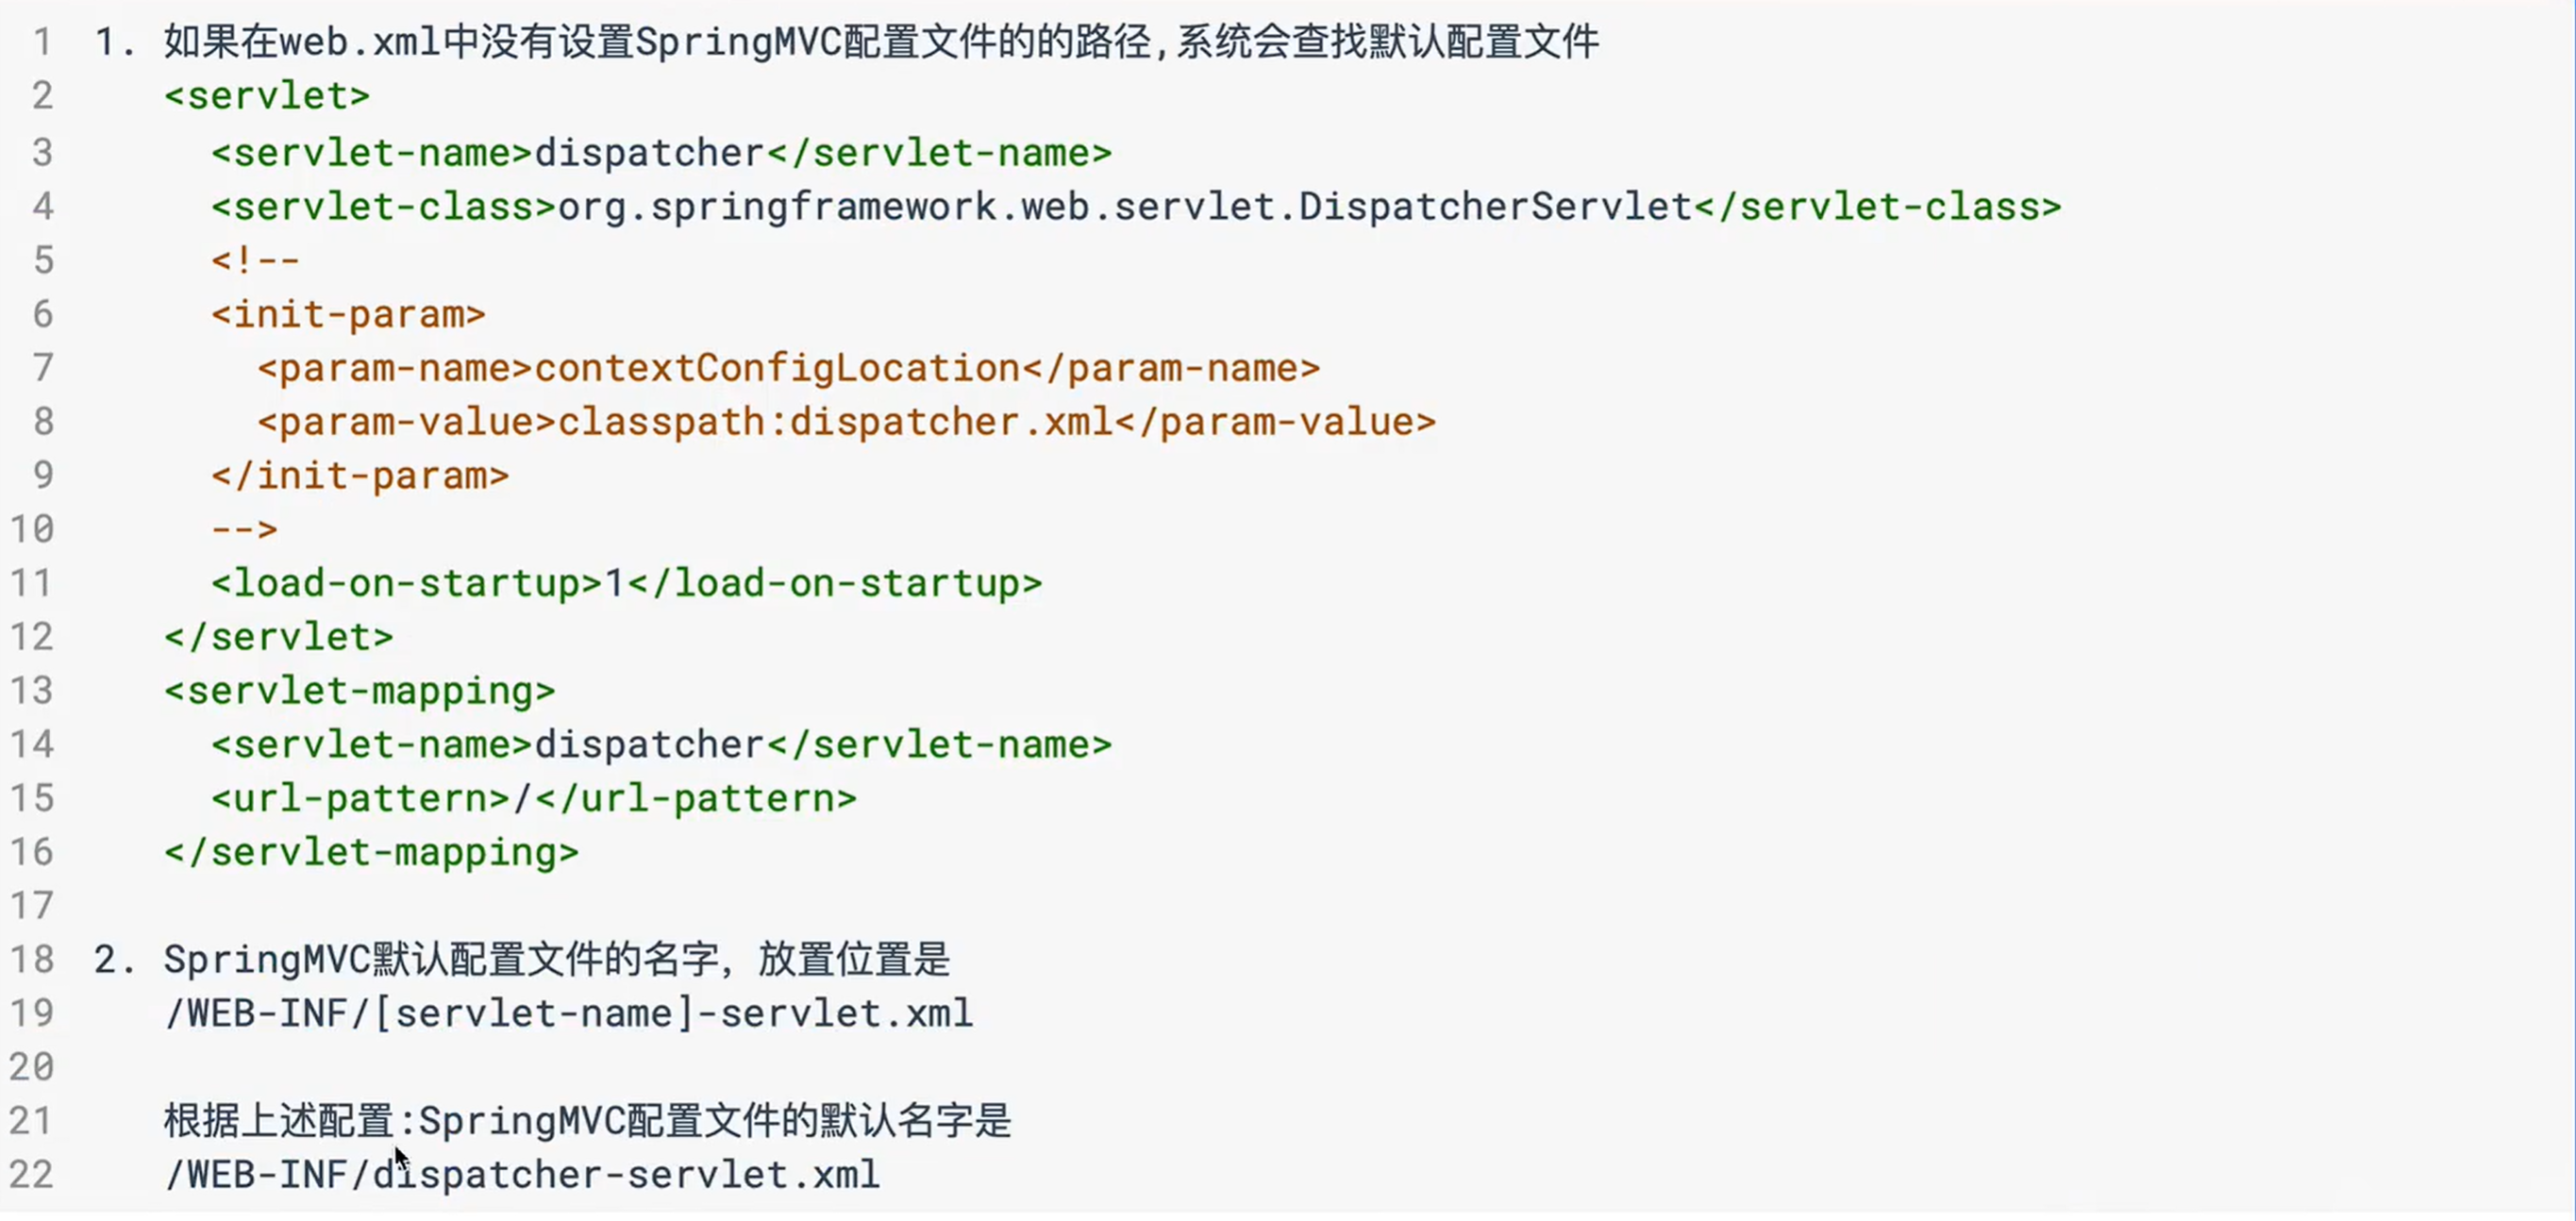 1 1. 如果在web.xml中没有设置SpringMVC配置文件的的路径,系统会查找默认配置文件
2 <servlet>
3 <servlet-name>dispatcher</servlet-name>
4 <servlet-class>org.springframework.web.servlet.DispatcherServlet</servlet-class>
5 <!--
6 <init-param>
7 <param-name>contextConfigLocation</param-name>
8 <param-value>classpath:dispatcher.xml</param-value>
9 </init-param>
10 -->
11 <load-on-startup>1</load-on-startup>
12 </servlet>
13 <servlet-mapping>
14 <servlet-name>dispatcher</servlet-name>
15 <url-pattern>/</url-pattern>
16 </servlet-mapping>
17
18 2. SpringMVC默认配置文件的名字，放置位置是
19 /WEB-INF/[servlet-name]-servlet.xml
20
21 根据上述配置:SpringMVC配置文件的默认名字是
22 /WEB-INF/dispatcher-servlet.xml